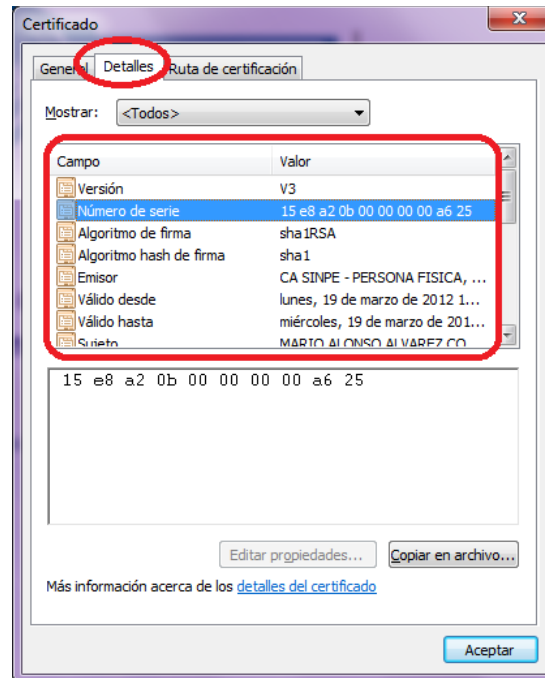 Certificado
General Detalles Ruta de certificación
Mostrar: <Todos>
Campo Valor
Versión V3
Número de serie 15 e8 a2 0b 00 00 00 00 a6 25
Algoritmo de firma sha1RSA
Algoritmo hash de firma sha1
Emisor CA SINPE - PERSONA FISICA, ...
Válido desde lunes, 19 de marzo de 2012 1...
Válido hasta miércoles, 19 de marzo de 201...
Sujeto MARIO ALONSO ALVAREZ CO
15 e8 a2 0b 00 00 00 00 a6 25
Editar propiedades... Copiar en archivo...
Más información acerca de los detalles del certificado
Aceptar